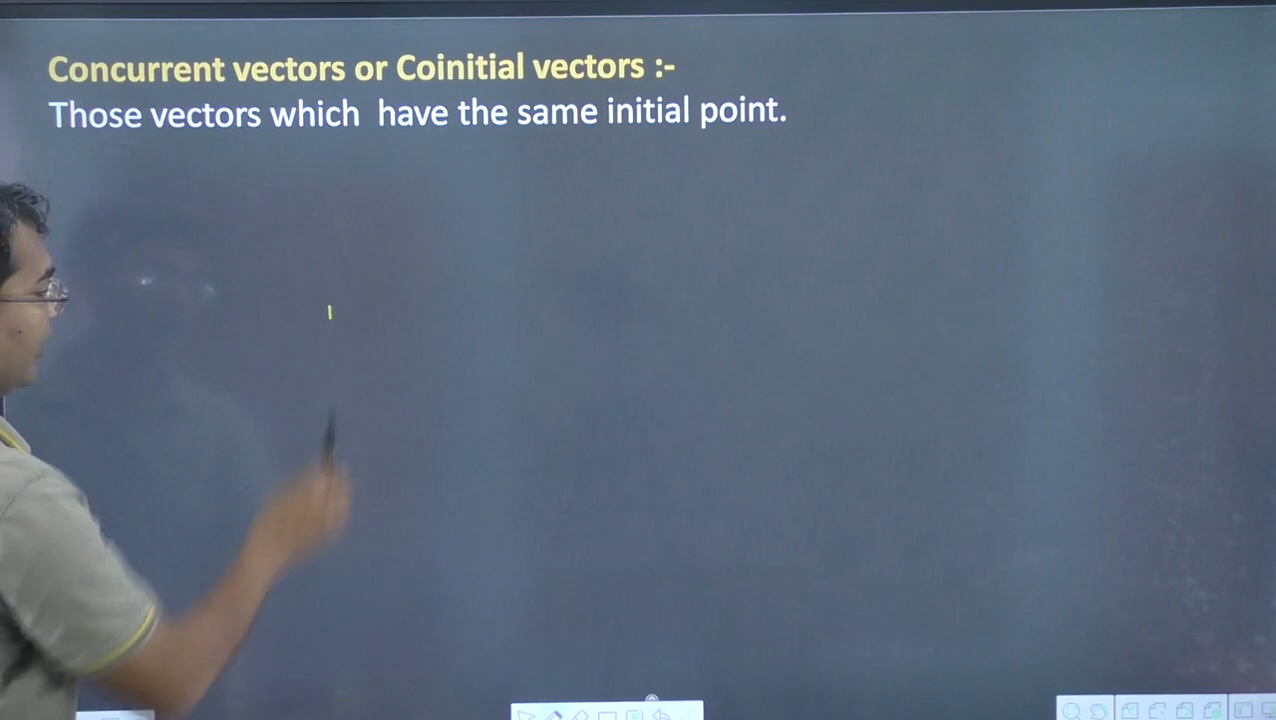 Concurrent vectors or Coinitial vectors :-
Those vectors which have the same initial point.